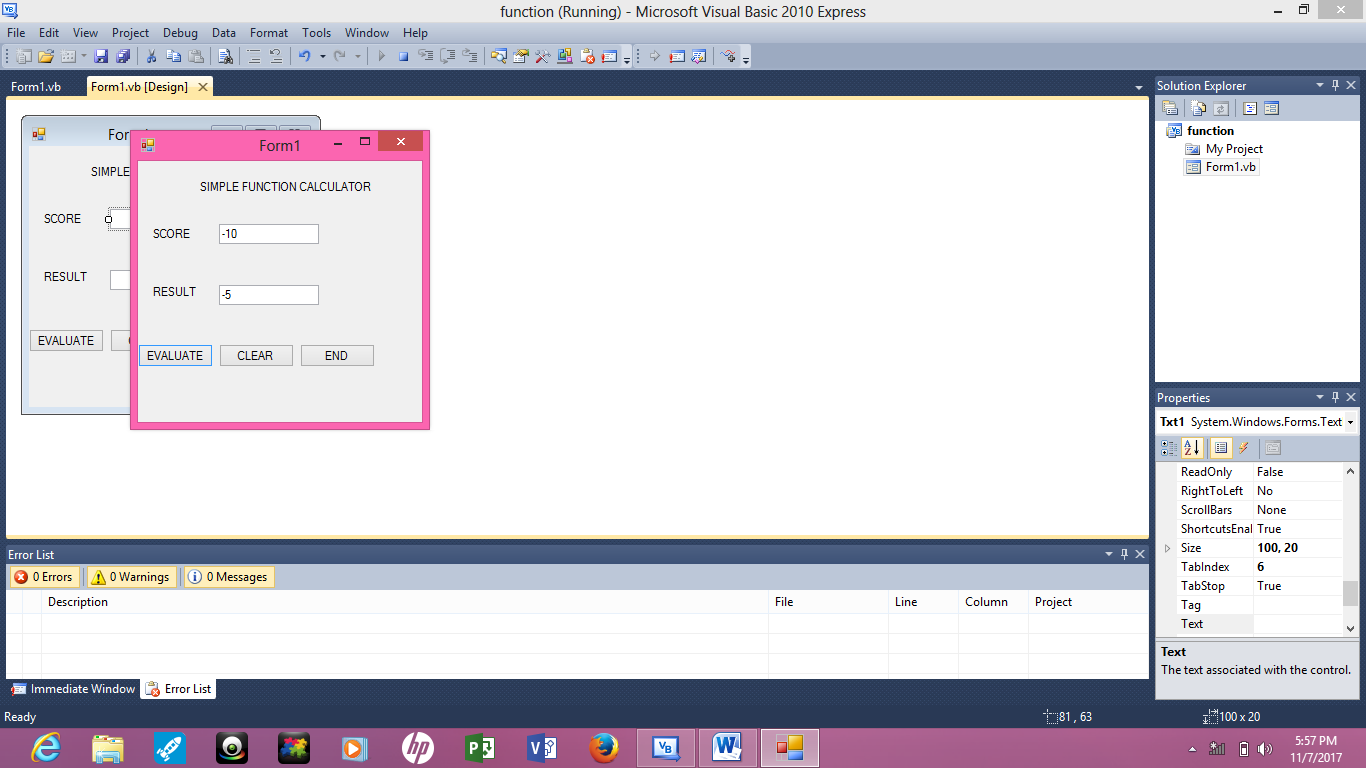 function (Running) - Microsoft Visual Basic 2010 Express
File Edit View Project Debug Data Format Tools Window Help
Form1.vb Form1.vb [Design]
Solution Explorer
function
My Project
Form1.vb
Form1
SIMPLE FUNCTION CALCULATOR
SCORE -10
RESULT -5
EVALUATE CLEAR END
SIMPLE
SCORE
RESULT
EVALUATE
Properties
Txt1 System.Windows.Forms.Text
ReadOnly False
RightToLeft No
ScrollBars None
ShortcutsEnal True
Size 100, 20
TabIndex 6
TabStop True
Tag
Text
Text
The text associated with the control.
Error List
0 Errors 0 Warnings 0 Messages
Description File Line Column Project
Immediate Window Error List
Ready 81 , 63 100 x 20
5:57 PM
11/7/2017